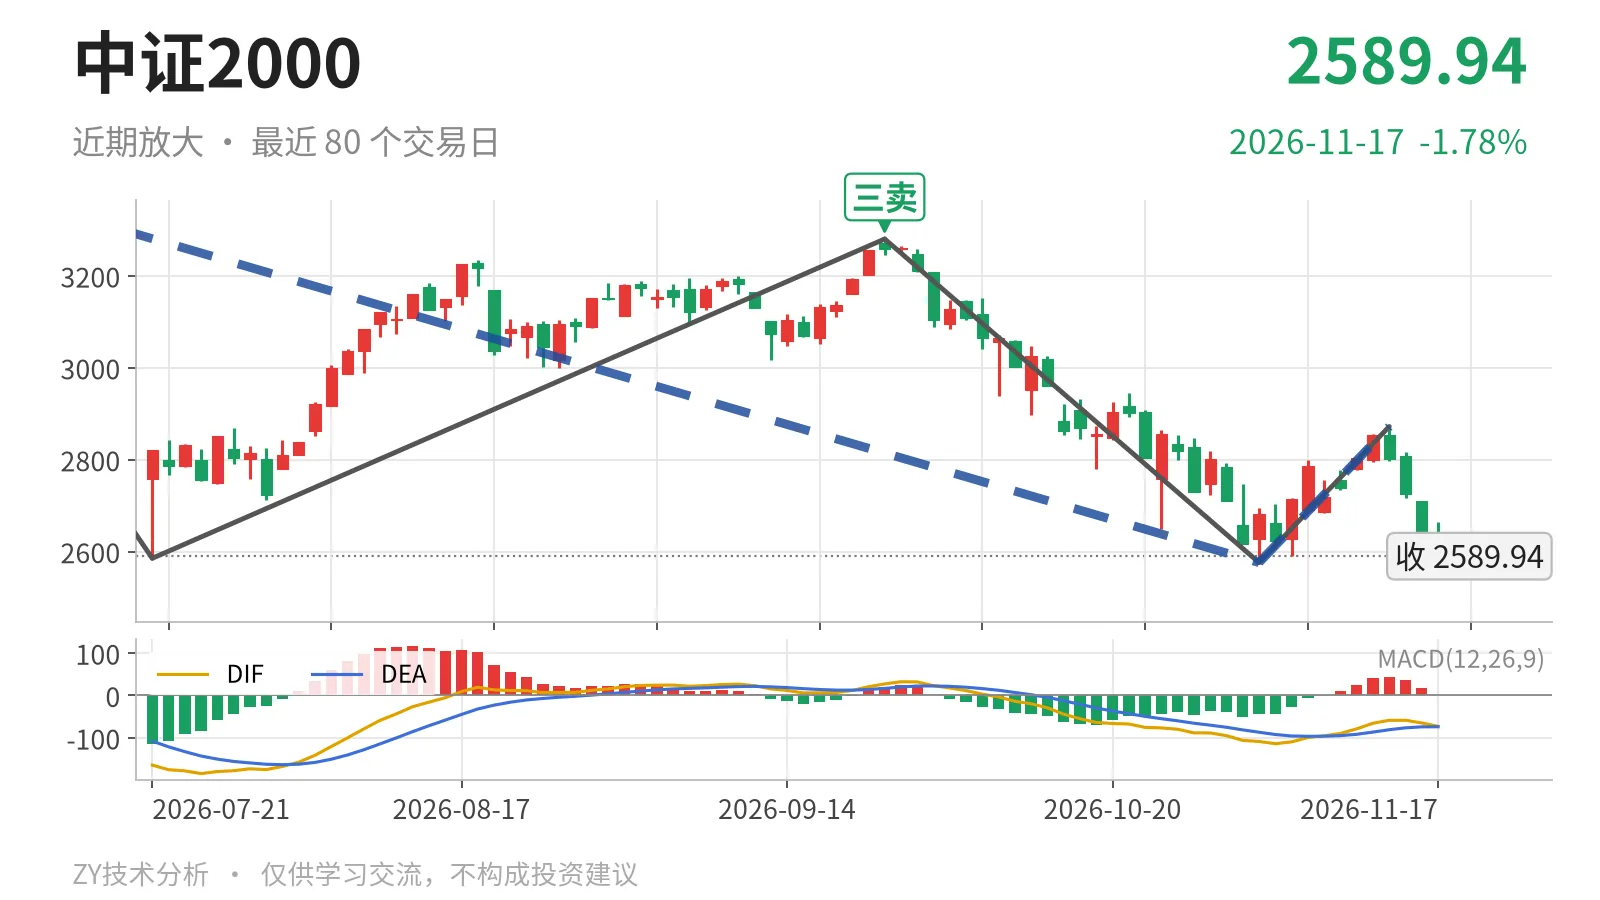 中证2000
2589.94
近期放大 · 最近 80 个交易日
2026-11-17 -1.78%
三卖
3200
3000
2800
2600
收 2589.94
100
0
-100
DIF
DEA
MACD(12,26,9)
2026-07-21
2026-08-17
2026-09-14
2026-10-20
2026-11-17
ZY技术分析 · 仅供学习交流，不构成投资建议